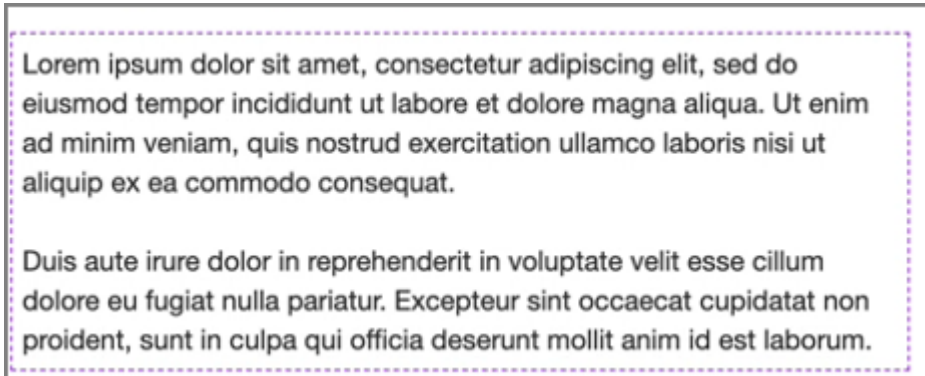 Lorem ipsum dolor sit amet, consectetur adipiscing elit, sed do
eiusmod tempor incididunt ut labore et dolore magna aliqua. Ut enim
ad minim veniam, quis nostrud exercitation ullamco laboris nisi ut
aliquip ex ea commodo consequat.

Duis aute irure dolor in reprehenderit in voluptate velit esse cillum
dolore eu fugiat nulla pariatur. Excepteur sint occaecat cupidatat non
proident, sunt in culpa qui officia deserunt mollit anim id est laborum.